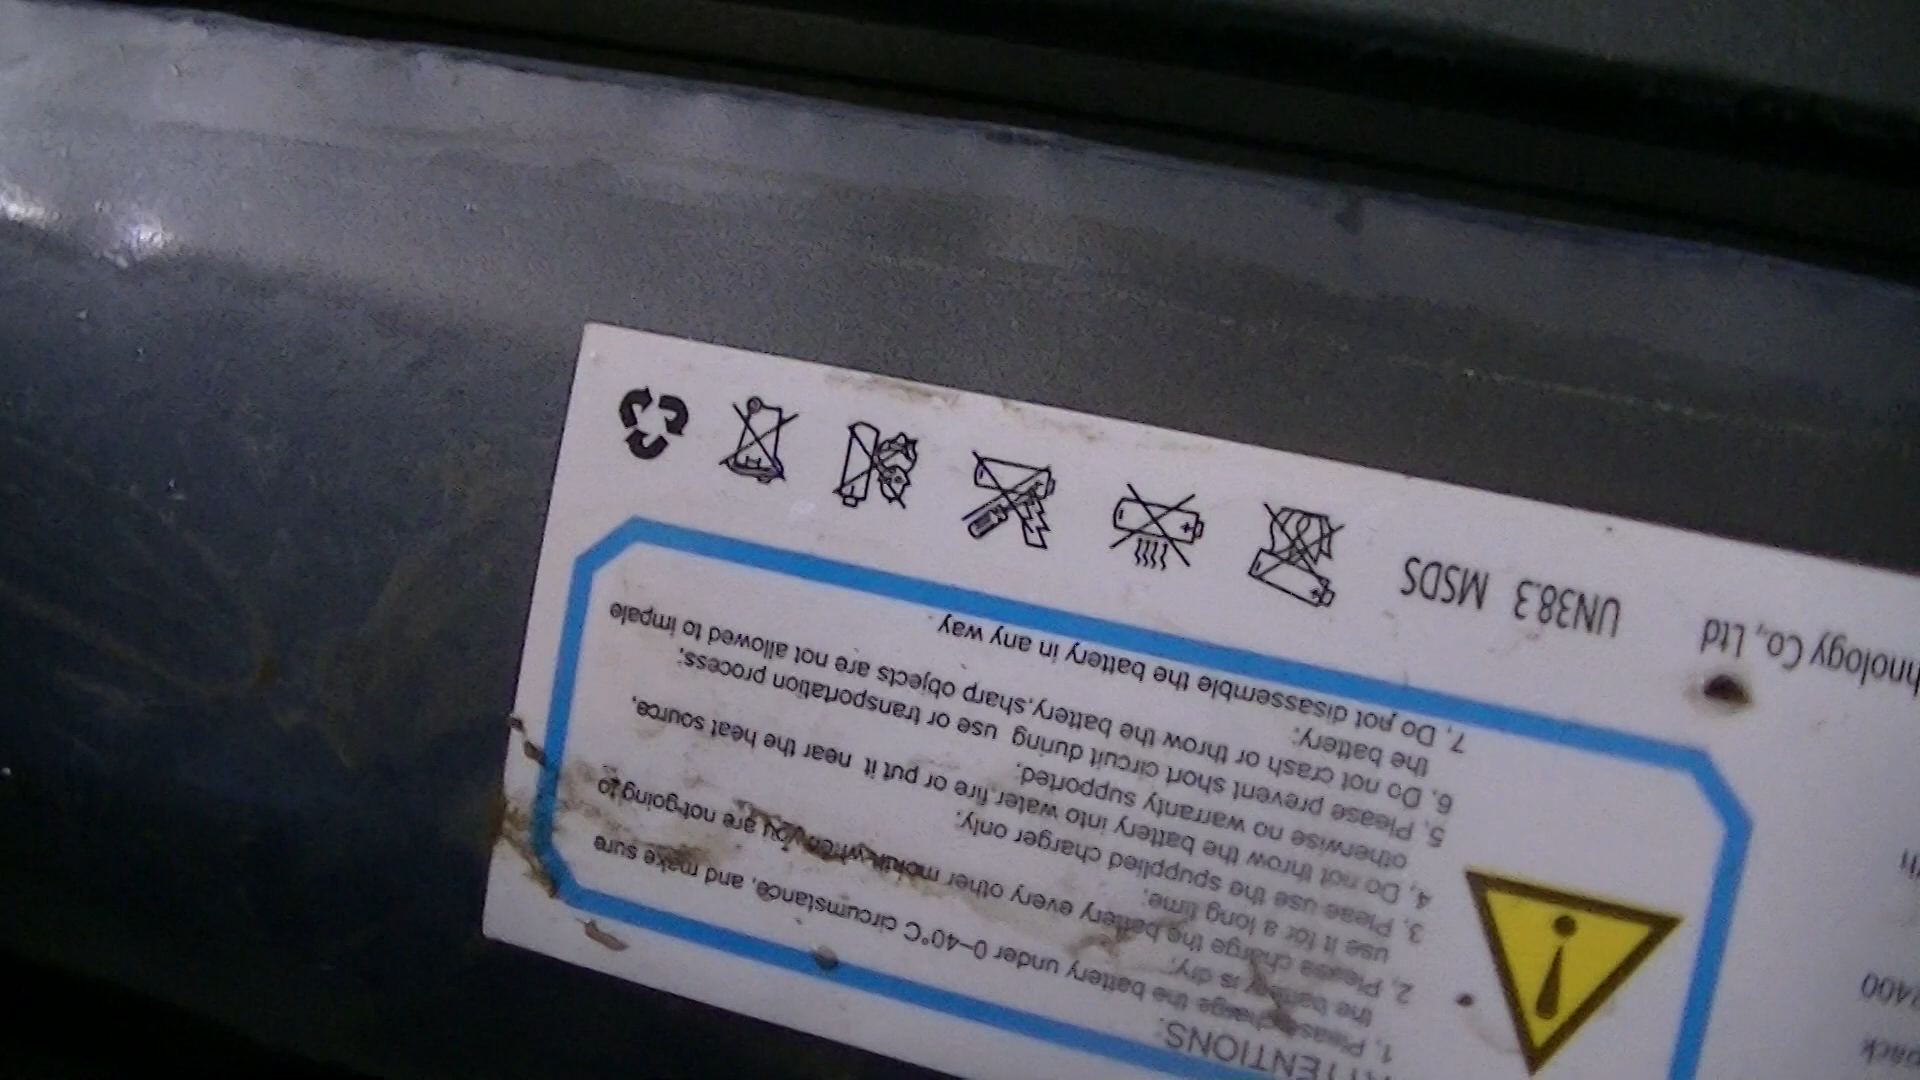 ATTENTIONS:
1. Please charge the battery under 0-40°C circumstance, and make sure
the battery is dry;
2. Please charge the battery every other month when you are not going to
use it for a long time;
3. Please use the spupplied charger only;
4. Do not throw the battery into water, fire or put it near the heat source,
otherwise no warranty supported.
5. Please prevent short circuit during use or transportation process;
6. Do not crash or throw the battery, sharp objects are not allowed to impale
the battery;
7. Do not disassemble the battery in any way.
pack
hnology Co., Ltd UN38.3 MSDS